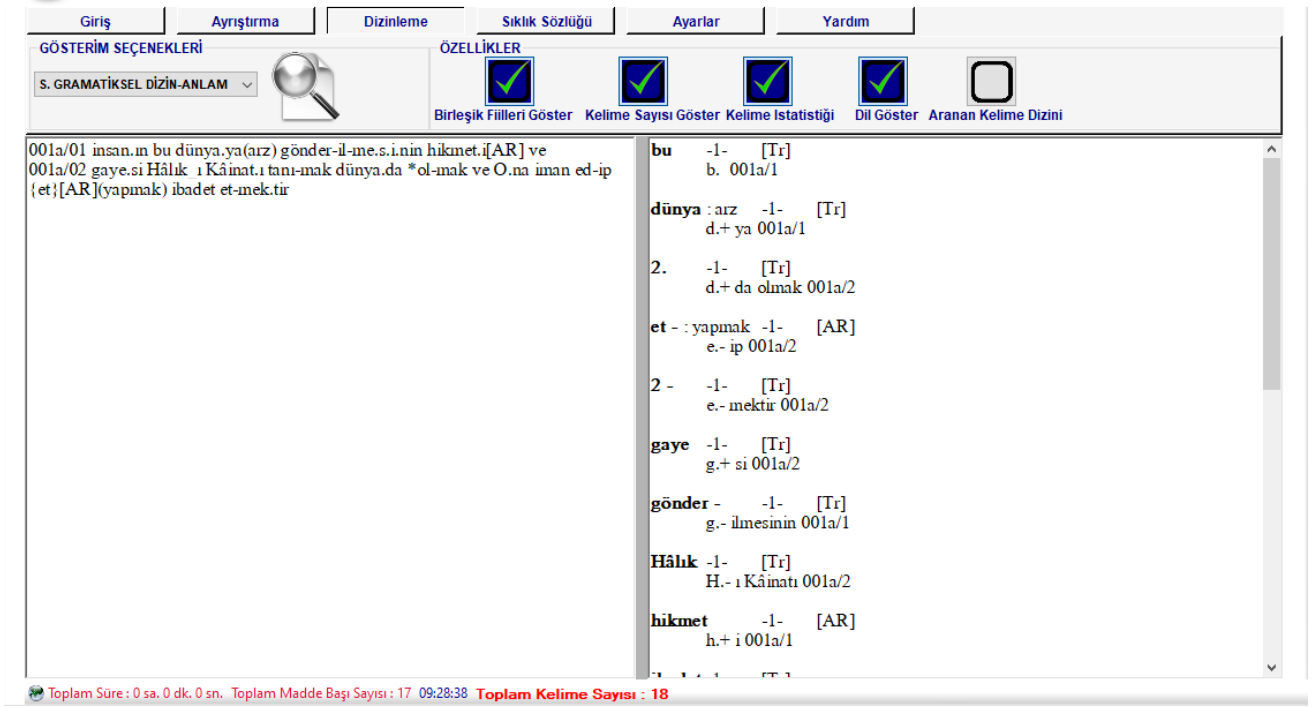 Giriş Ayrıştırma Dizinleme Sıklık Sözlüğü Ayarlar Yardım
GÖSTERİM SEÇENEKLERİ
S. GRAMATİKSEL DİZİN-ANLAM
ÖZELLİKLER
Birleşik Fiilleri Göster Kelime Sayısı Göster Kelime Istatistiği Dil Göster Aranan Kelime Dizini
001a/01 insan.ın bu dünya.ya(arz) gönder-il-me.s.i.nin hikmet.i[AR] ve
001a/02 gaye.si Hâlık_ı Kâinat.ı tanı-mak dünya.da *ol-mak ve O.na iman ed-ip
{et}[AR](yapmak) ibadet et-mek.tir
bu -1- [Tr]
b. 001a/1
dünya : arz -1- [Tr]
d.+ ya 001a/1
2. -1- [Tr]
d.+ da olmak 001a/2
et - : yapmak -1- [AR]
e.- ip 001a/2
2 - -1- [Tr]
e.- mektir 001a/2
gaye -1- [Tr]
g.+ si 001a/2
gönder - -1- [Tr]
g.- ilmesinin 001a/1
Hâlık -1- [Tr]
H.- ı Kâinatı 001a/2
hikmet -1- [AR]
h.+ i 001a/1
Toplam Süre : 0 sa. 0 dk. 0 sn. Toplam Madde Başı Sayısı : 17 09:28:38 Toplam Kelime Sayısı : 18